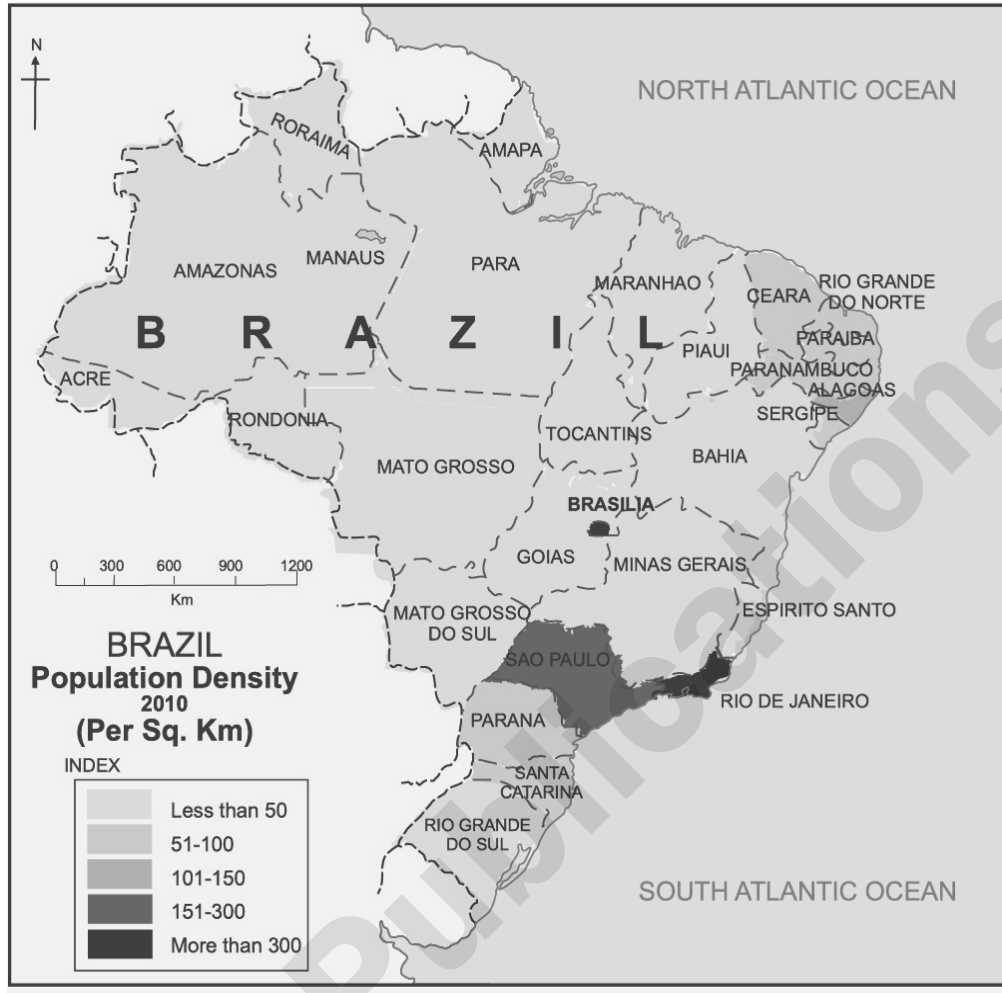 N
NORTH ATLANTIC OCEAN
RORAIMA
AMAPA
AMAZONAS
MANAUS
PARA
MARANHAO
CEARA
RIO GRANDE
DO NORTE
BRAZIL
PIAUI
PARAIBA
PARANAMBUCO
ALAGOAS
SERGIPE
ACRE
RONDONIA
TOCANTINS
BAHIA
MATO GROSSO
BRASILIA
GOIAS
MINAS GERAIS
0 300 600 900 1200
Km
MATO GROSSO
DO SUL
ESPIRITO SANTO
SAO PAULO
RIO DE JANEIRO
PARANA
SANTA
CATARINA
RIO GRANDE
DO SUL
BRAZIL
Population Density
2010
(Per Sq. Km)
INDEX
Less than 50
51-100
101-150
151-300
More than 300
SOUTH ATLANTIC OCEAN
Publications